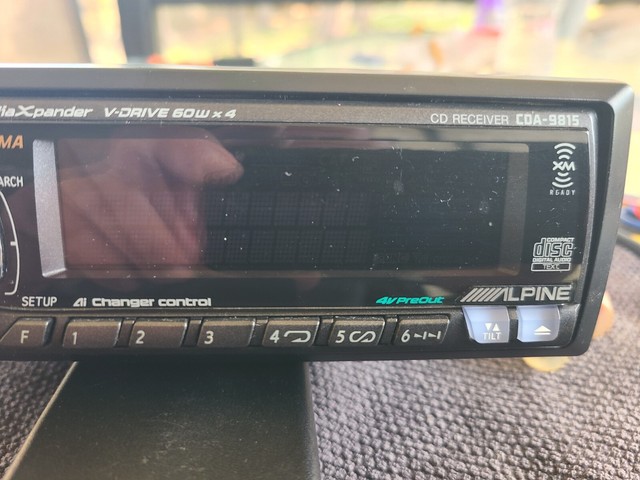 diaXpander V-DRIVE 60W x 4
CD RECEIVER CDA-9815
MA
ARCH
XM
READY
COMPACT
disc
DIGITAL AUDIO
TEXT
SETUP Ai Changer control
4V PreOut ALPINE
F 1 2 3 4 5 6
TILT